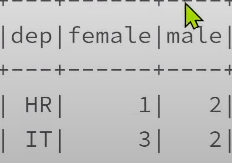 |dep|female|male|
+---+------+----+
| HR| 1| 2|
| IT| 3| 2|